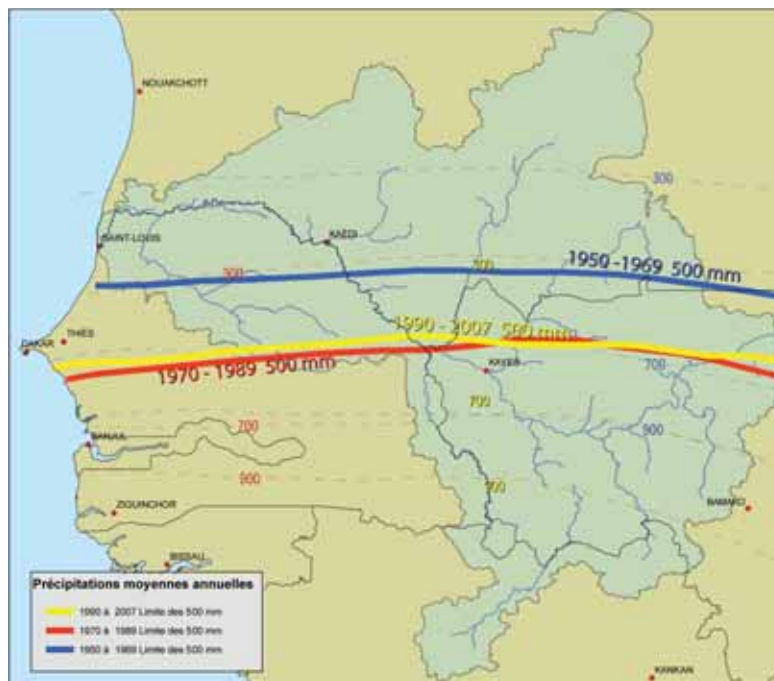 NOUAKCHOTT
300
SAINT-LOUIS
KAEDI
300
300
1950 -1969 500 mm
1990 - 2007 500 mm
THIES
DAKAR
1970 - 1989 500 mm
KAYES
700
700
700
900
BANJUL
900
900
BAMAKO
ZIGUINCHOR
BISSAU
Précipitations moyennes annuelles
1990 à 2007 Limite des 500 mm
1970 à 1989 Limite des 500 mm
1950 à 1969 Limite des 500 mm
KANKAN